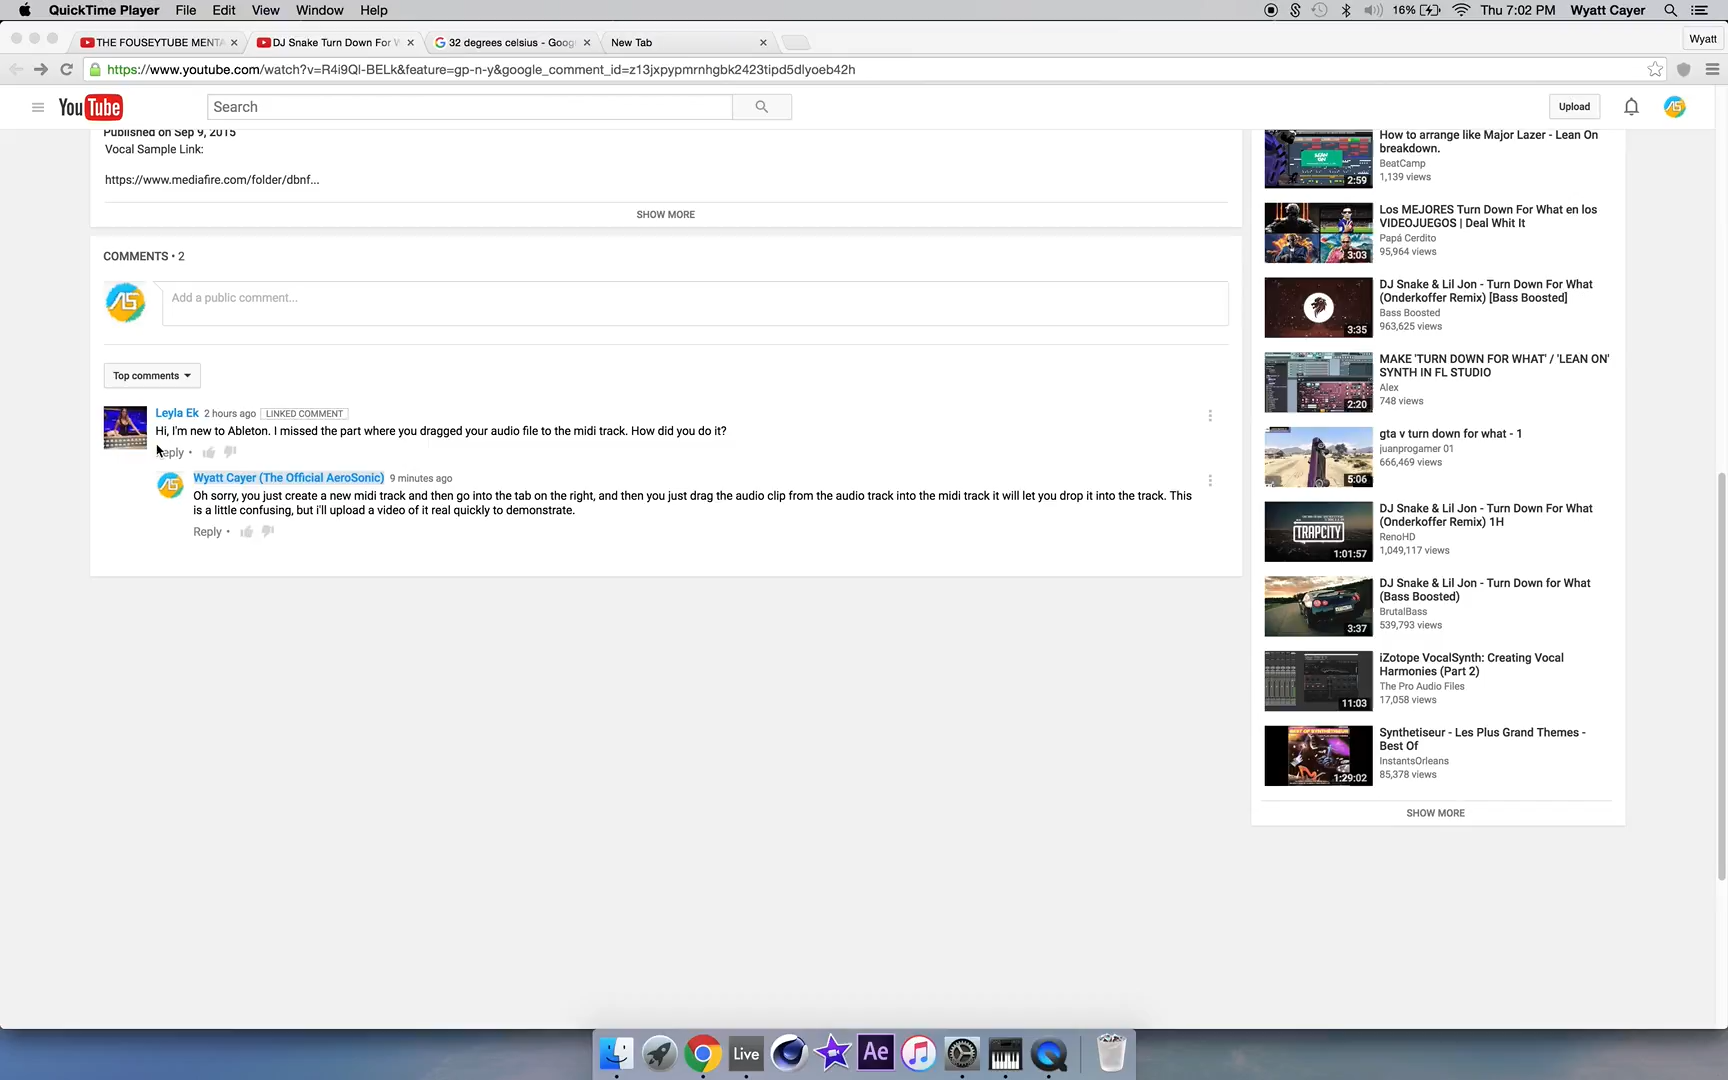 QuickTime Player File Edit View Window Help
16% Thu 7:02 PM Wyatt Cayer
THE FOUSEYTUBE MENTA
DJ Snake Turn Down For W
32 degrees celsius - Goog
New Tab
Wyatt
https://www.youtube.com/watch?v=R4i9Ql-BELk&feature=gp-n-y&google_comment_id=z13jxpypmrnhgbk2423tipd5dlyoeb42h
YouTube
Search
Upload
Published on Sep 9, 2015
Vocal Sample Link:
https://www.mediafire.com/folder/dbnf...
SHOW MORE
COMMENTS • 2
Add a public comment...
Top comments
Leyla Ek 2 hours ago LINKED COMMENT
Hi, I'm new to Ableton. I missed the part where you dragged your audio file to the midi track. How did you do it?
Reply •
Wyatt Cayer (The Official AeroSonic) 9 minutes ago
Oh sorry, you just create a new midi track and then go into the tab on the right, and then you just drag the audio clip from the audio track into the midi track it will let you drop it into the track. This
is a little confusing, but i'll upload a video of it real quickly to demonstrate.
Reply •
How to arrange like Major Lazer - Lean On
breakdown.
BeatCamp
1,139 views
LEAN ON
2:59
Los MEJORES Turn Down For What en los
VIDEOJUEGOS | Deal Whit It
Papá Cerdito
95,964 views
3:03
DJ Snake & Lil Jon - Turn Down For What
(Onderkoffer Remix) [Bass Boosted]
Bass Boosted
963,625 views
3:35
MAKE 'TURN DOWN FOR WHAT' / 'LEAN ON'
SYNTH IN FL STUDIO
Alex
748 views
2:20
gta v turn down for what - 1
juanprogamer 01
666,469 views
5:06
DJ Snake & Lil Jon - Turn Down For What
(Onderkoffer Remix) 1H
RenoHD
1,049,117 views
TRAPCITY
1:01:57
DJ Snake & Lil Jon - Turn Down for What
(Bass Boosted)
BrutalBass
539,793 views
3:37
iZotope VocalSynth: Creating Vocal
Harmonies (Part 2)
The Pro Audio Files
17,058 views
11:03
Synthetiseur - Les Plus Grand Themes -
Best Of
InstantsOrleans
85,378 views
1:29:02
SHOW MORE
Live
Ae